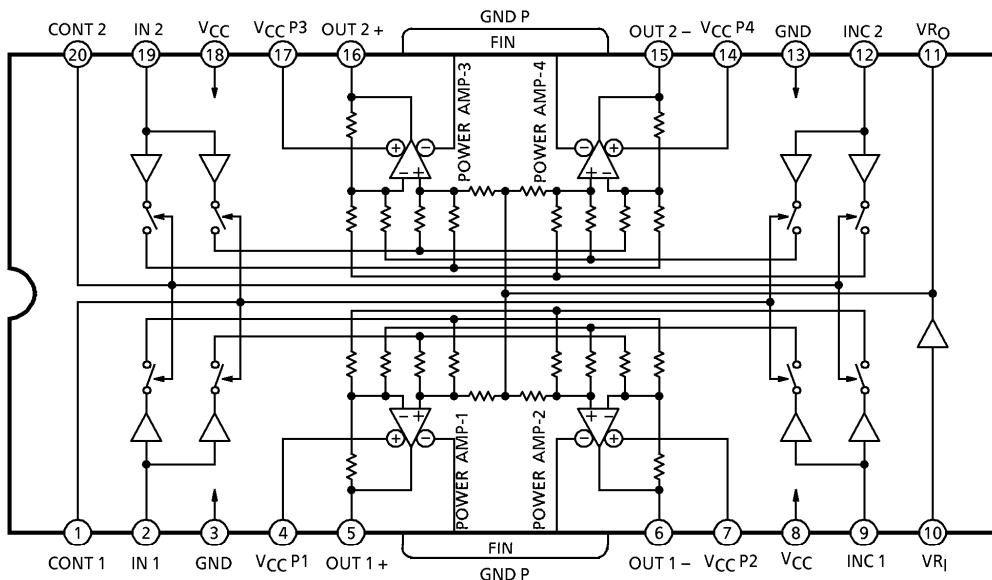 GND P
CONT 2 IN 2 VCC VCC P3 OUT 2 + FIN OUT 2 − VCC P4 GND INC 2 VRO
20 19 18 17 16 15 14 13 12 11
POWER AMP-3
POWER AMP-4
+ − − +
− + + −
− + + −
+ − − +
POWER AMP-1
POWER AMP-2
1 2 3 4 5 6 7 8 9 10
CONT 1 IN 1 GND VCC P1 OUT 1 + FIN OUT 1 − VCC P2 VCC INC 1 VRI
GND P